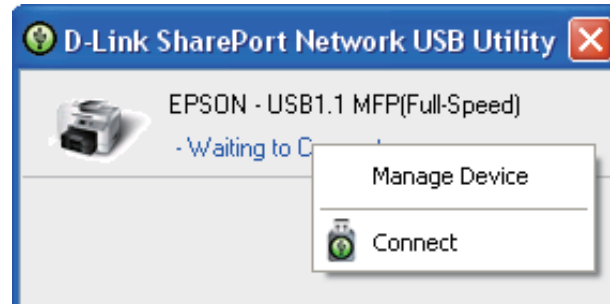 D-Link SharePort Network USB Utility
EPSON - USB1.1 MFP(Full-Speed)
- Waiting to
Manage Device
Connect